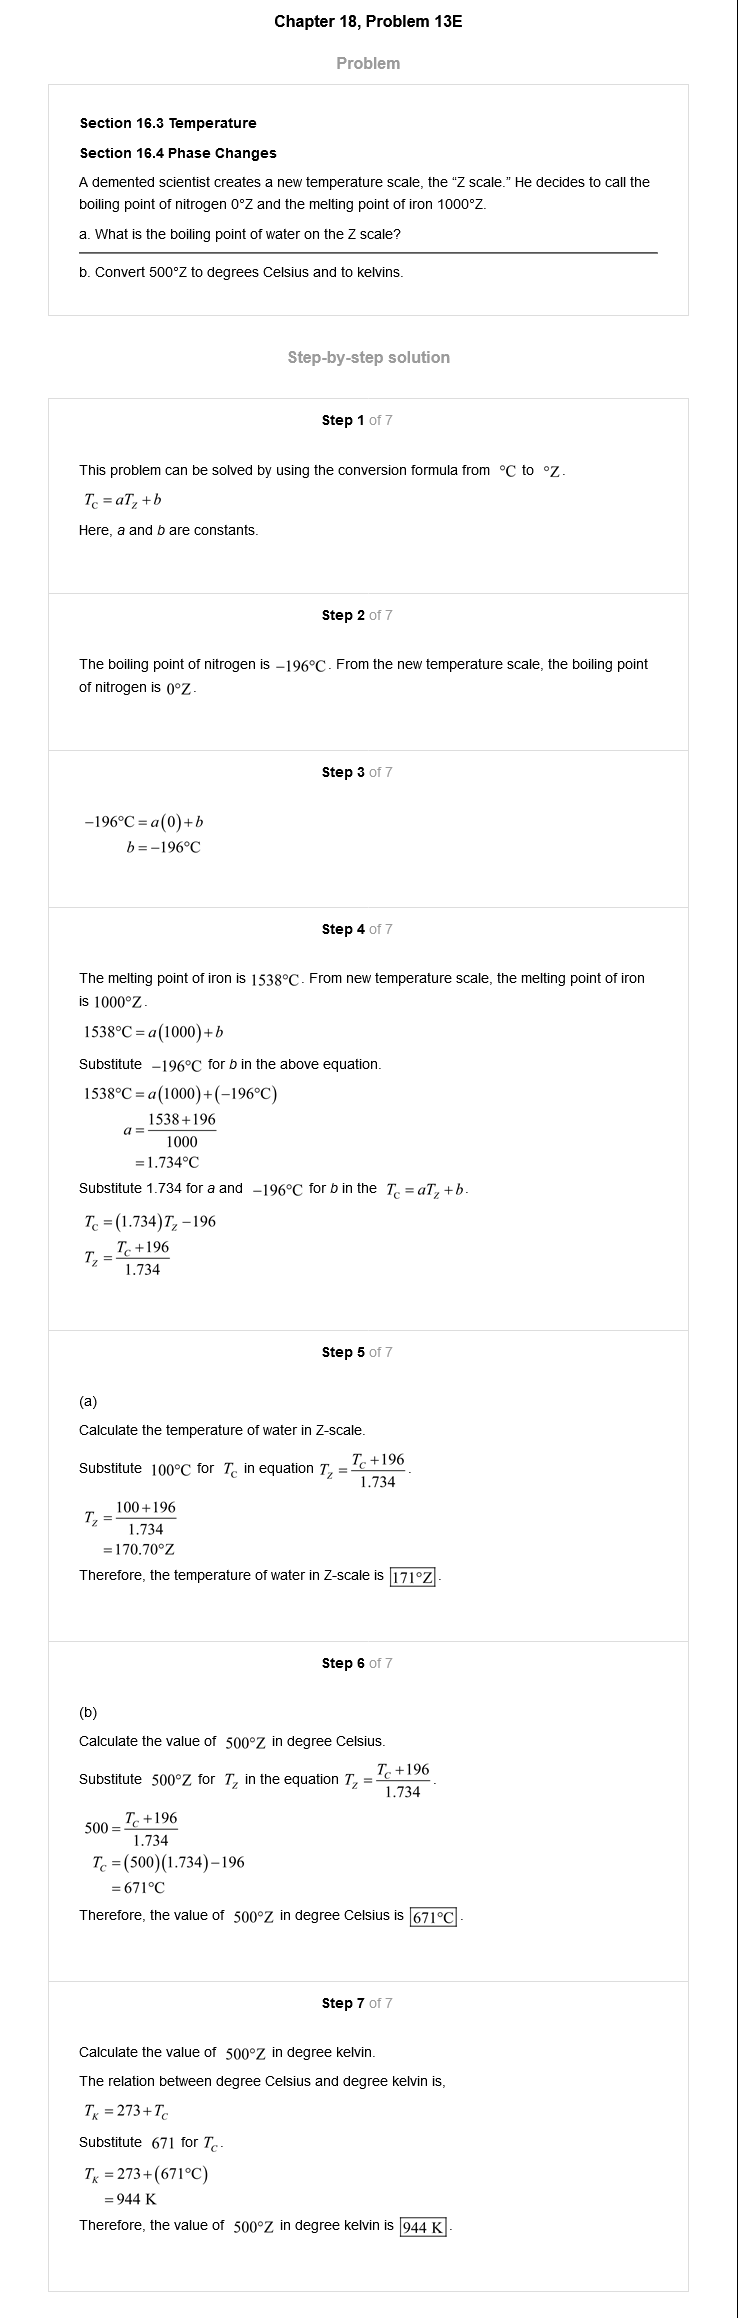 Chapter 18, Problem 13E
Problem
Section 16.3 Temperature
Section 16.4 Phase Changes
A demented scientist creates a new temperature scale, the “Z scale.” He decides to call the
boiling point of nitrogen 0°Z and the melting point of iron 1000°Z.
a. What is the boiling point of water on the Z scale?
b. Convert 500°Z to degrees Celsius and to kelvins.
Step-by-step solution
Step 1 of 7
This problem can be solved by using the conversion formula from °C to °Z.
T_C = aT_Z + b
Here, a and b are constants.
Step 2 of 7
The boiling point of nitrogen is −196°C. From the new temperature scale, the boiling point
of nitrogen is 0°Z.
Step 3 of 7
−196°C = a(0)+b
b = −196°C
Step 4 of 7
The melting point of iron is 1538°C. From new temperature scale, the melting point of iron
is 1000°Z.
1538°C = a(1000)+b
Substitute −196°C for b in the above equation.
1538°C = a(1000)+(−196°C)
a = (1538+196)/1000
= 1.734°C
Substitute 1.734 for a and −196°C for b in the T_C = aT_Z + b.
T_C = (1.734)T_Z − 196
T_Z = (T_C + 196)/1.734
Step 5 of 7
(a)
Calculate the temperature of water in Z-scale.
Substitute 100°C for T_C in equation T_Z = (T_C + 196)/1.734.
T_Z = (100+196)/1.734
= 170.70°Z
Therefore, the temperature of water in Z-scale is 171°Z.
Step 6 of 7
(b)
Calculate the value of 500°Z in degree Celsius.
Substitute 500°Z for T_Z in the equation T_Z = (T_C + 196)/1.734.
500 = (T_C + 196)/1.734
T_C = (500)(1.734)−196
= 671°C
Therefore, the value of 500°Z in degree Celsius is 671°C.
Step 7 of 7
Calculate the value of 500°Z in degree kelvin.
The relation between degree Celsius and degree kelvin is,
T_K = 273+T_C
Substitute 671 for T_C.
T_K = 273+(671°C)
= 944 K
Therefore, the value of 500°Z in degree kelvin is 944 K.